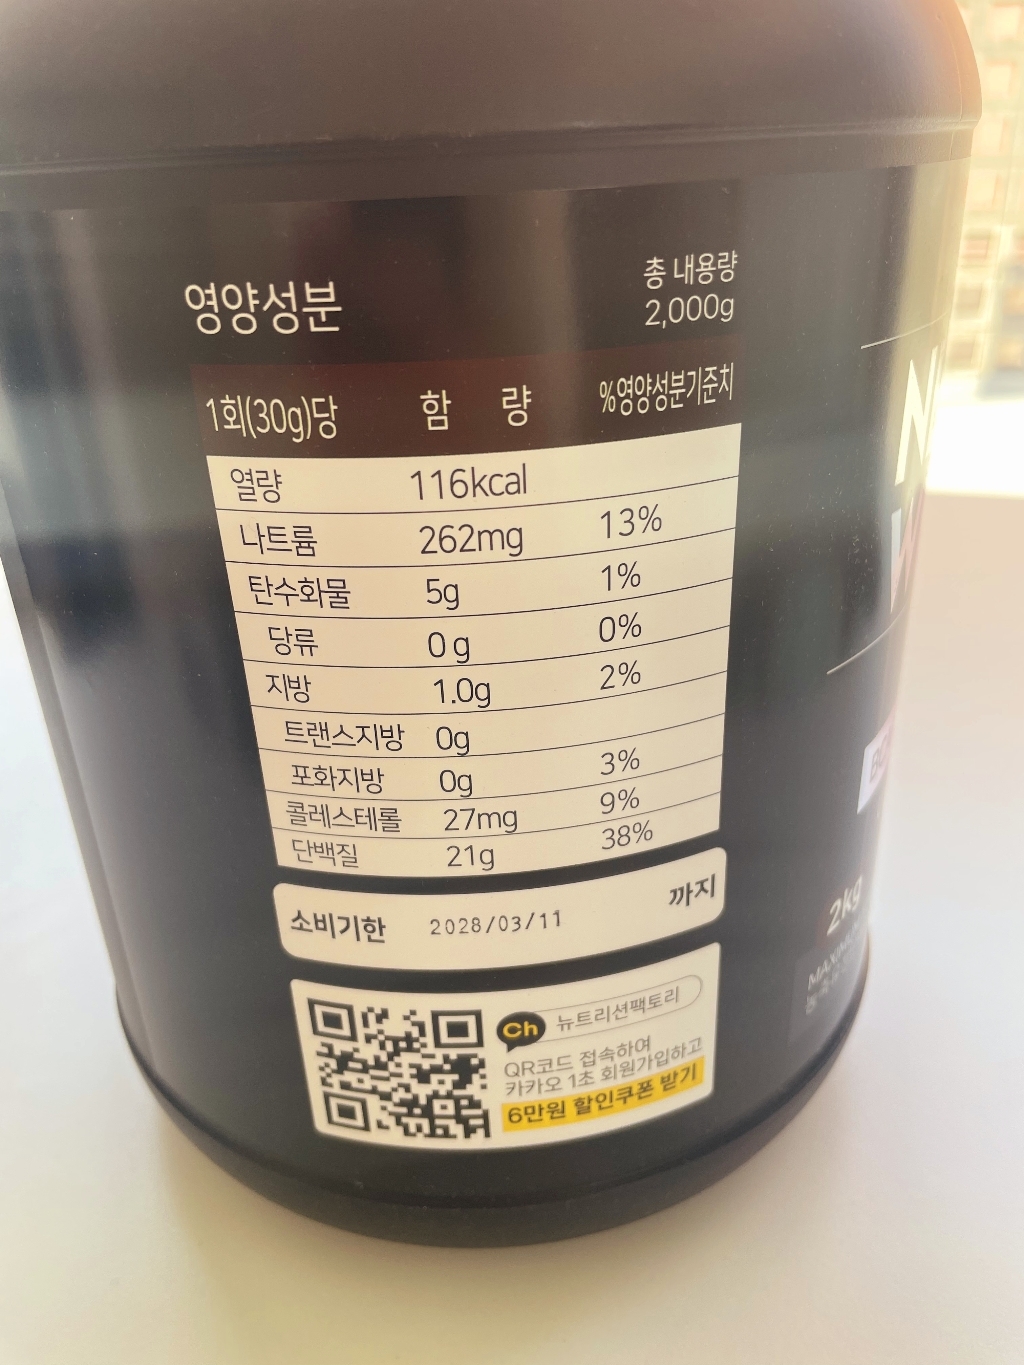 영양성분
총 내용량
2,000g
1회(30g)당 함 량 %영양성분기준치
열량 116kcal
나트륨 262mg 13%
탄수화물 5g 1%
당류 0g 0%
지방 1.0g 2%
트랜스지방 0g
포화지방 0g 3%
콜레스테롤 27mg 9%
단백질 21g 38%
소비기한 2028/03/11 까지
Ch 뉴트리션팩토리
QR코드 접속하여
카카오 1초 회원가입하고
6만원 할인쿠폰 받기
2kg